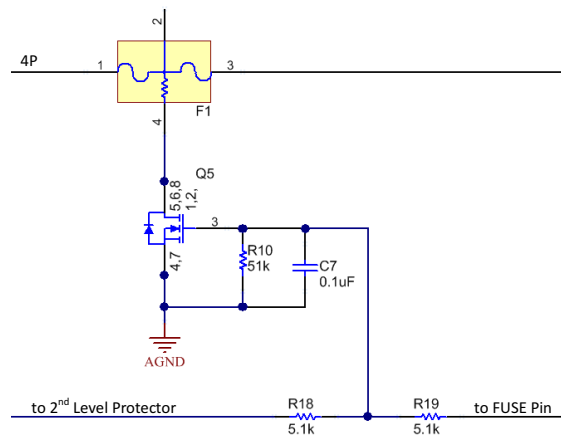 2
4P
1
3
F1
4
Q5
5,6,8
1,2,
3
R10
51k
C7
0.1uF
4,7
AGND
to 2nd Level Protector
R18
5.1k
R19
5.1k
to FUSE Pin